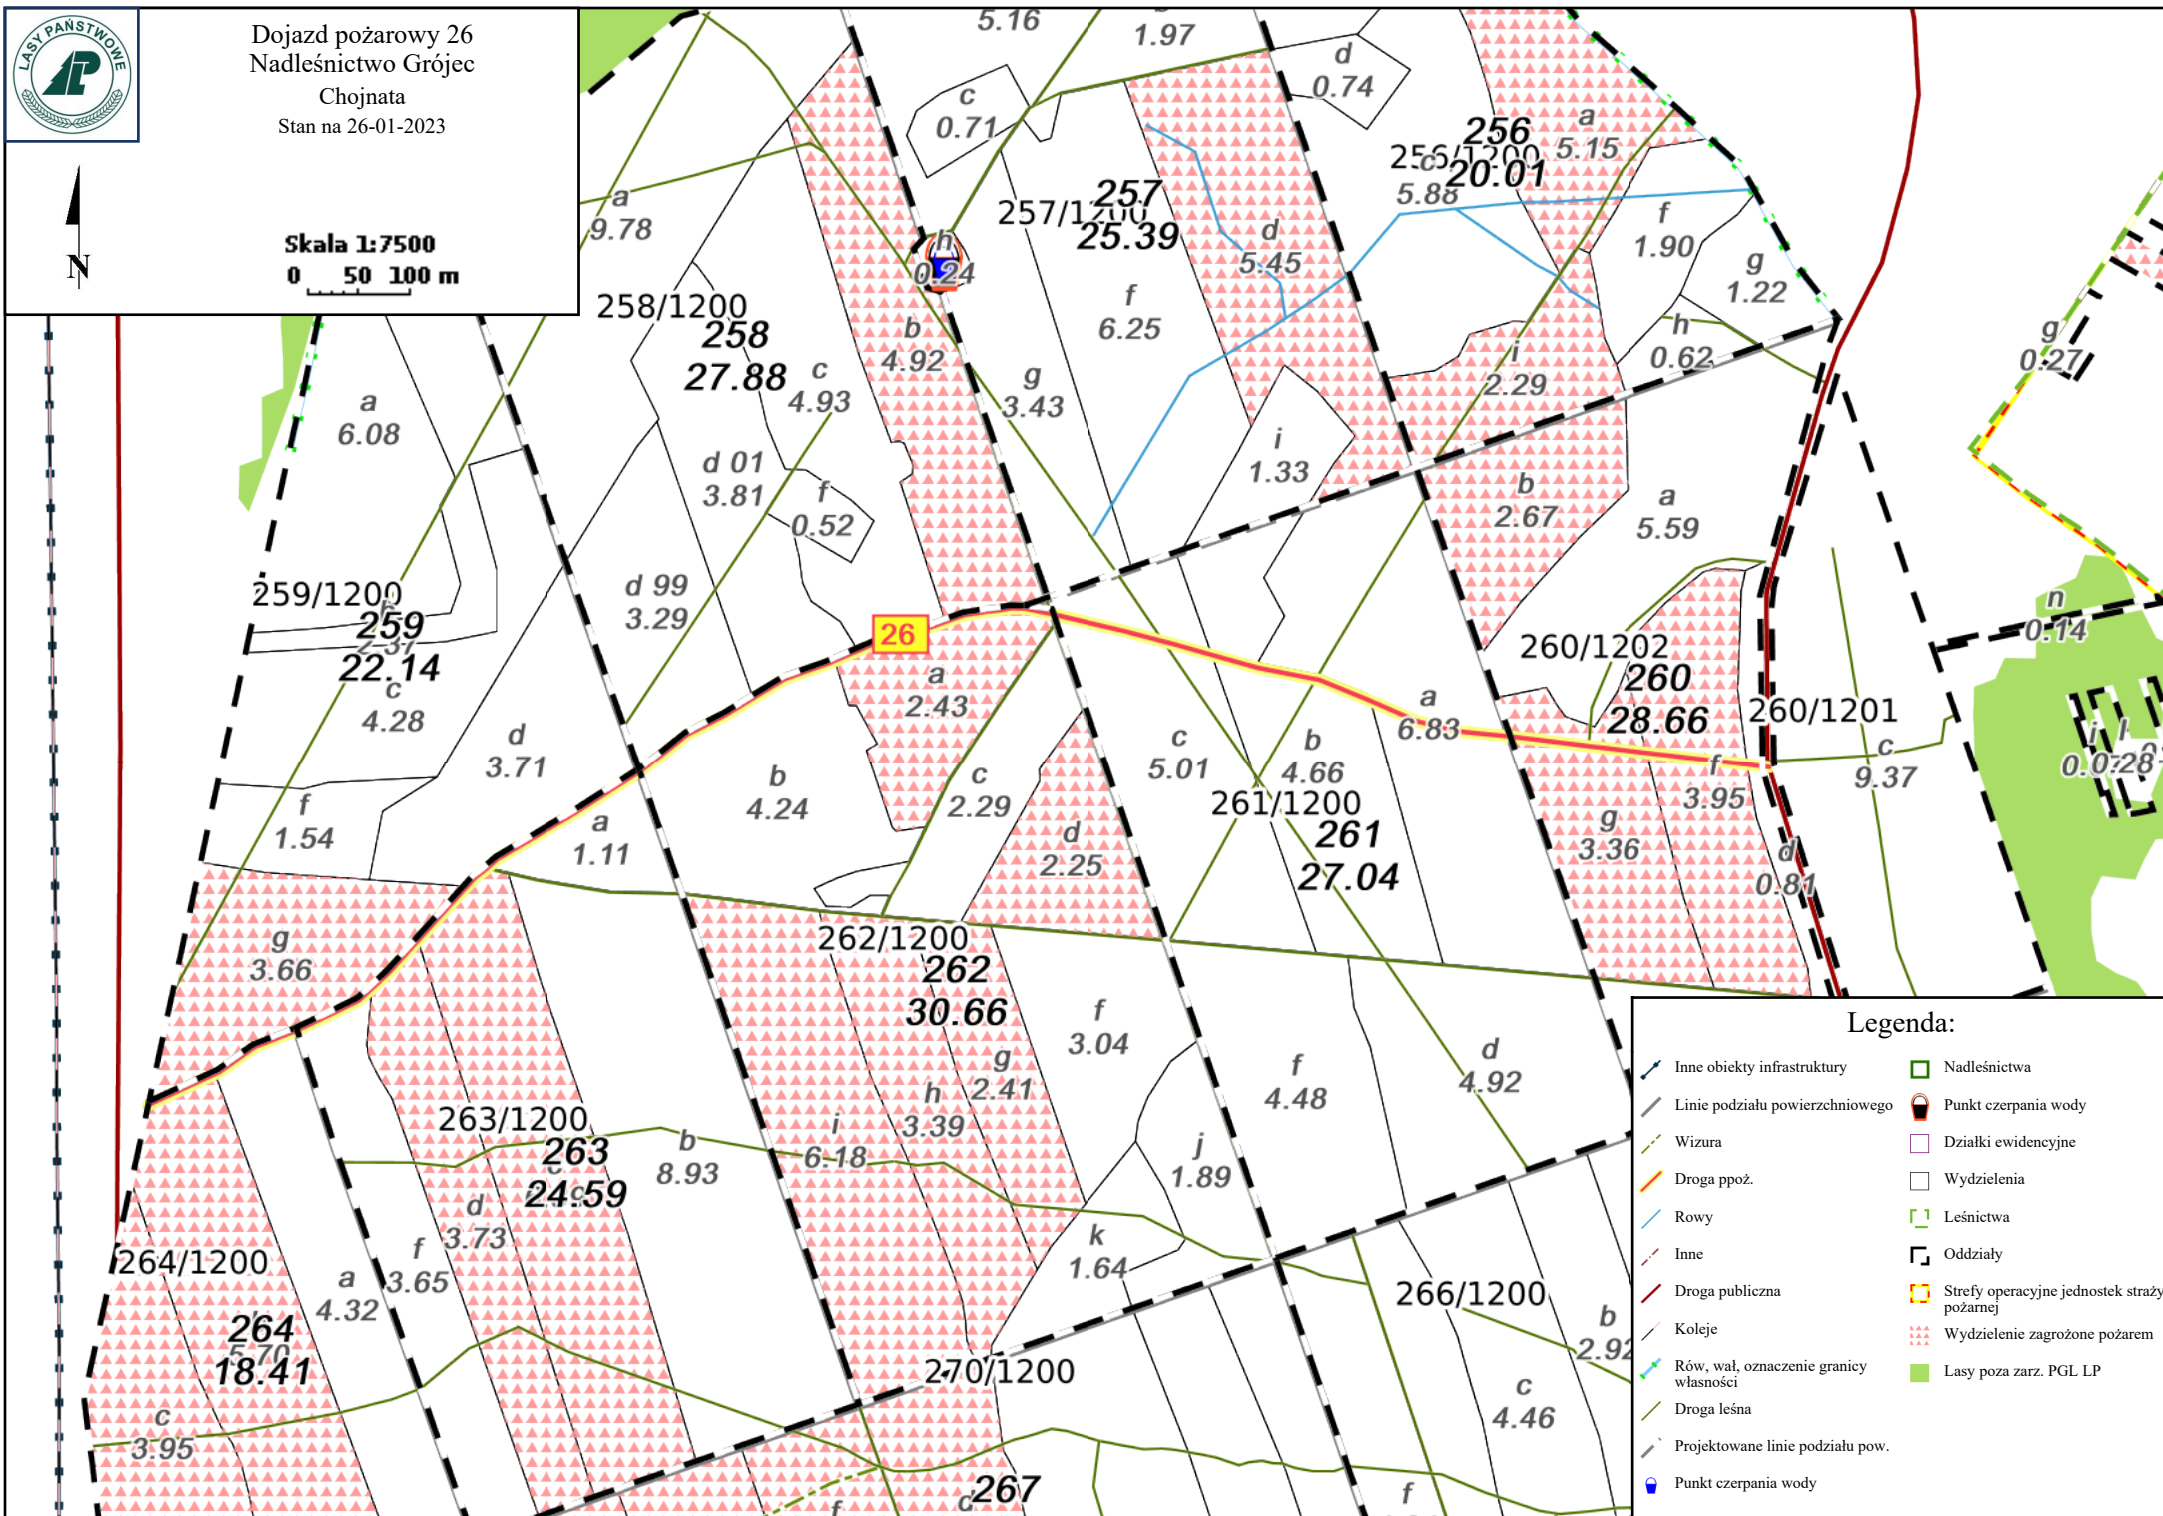 LASY PAŃSTWOWE
Dojazd pożarowy 26
Nadleśnictwo Grójec
Chojnata
Stan na 26-01-2023
N
Skala 1:7500
0 50 100 m
5.16
1.97
d
0.74
c
0.71
a
5.15
256
256/1200
20.01
c
5.88
a
9.78
257
257/1200
25.39
d
5.45
f
1.90
g
1.22
h
0.24
258/1200
258
27.88
f
6.25
b
4.92
c
4.93
g
3.43
i
2.29
h
0.62
g
0.27
a
6.08
d 01
3.81
f
0.52
i
1.33
b
2.67
a
5.59
259/1200
259
22.14
c
4.28
d 99
3.29
26
a
2.43
260/1202
260
28.66
260/1201
n
0.14
d
3.71
b
4.24
c
2.29
c
5.01
b
4.66
a
6.83
f
3.95
c
9.37
i
l
f
1.54
a
1.11
d
2.25
261/1200
261
27.04
g
3.36
d
0.81
g
3.66
262/1200
262
30.66
f
3.04
g
2.41
h
3.39
f
4.48
d
4.92
263/1200
263
24.59
b
8.93
i
6.18
j
1.89
d
3.73
f
3.65
k
1.64
264/1200
264
5.70
18.41
a
4.32
c
3.95
270/1200
266/1200
b
2.92
c
4.46
267
f
f
Legenda:
Inne obiekty infrastruktury
Linie podziału powierzchniowego
Wizura
Droga ppoż.
Rowy
Inne
Droga publiczna
Koleje
Rów, wał, oznaczenie granicy
własności
Droga leśna
Projektowane linie podziału pow.
Punkt czerpania wody
Nadleśnictwa
Punkt czerpania wody
Działki ewidencyjne
Wydzielenia
Leśnictwa
Oddziały
Strefy operacyjne jednostek straży
pożarnej
Wydzielenie zagrożone pożarem
Lasy poza zarz. PGL LP